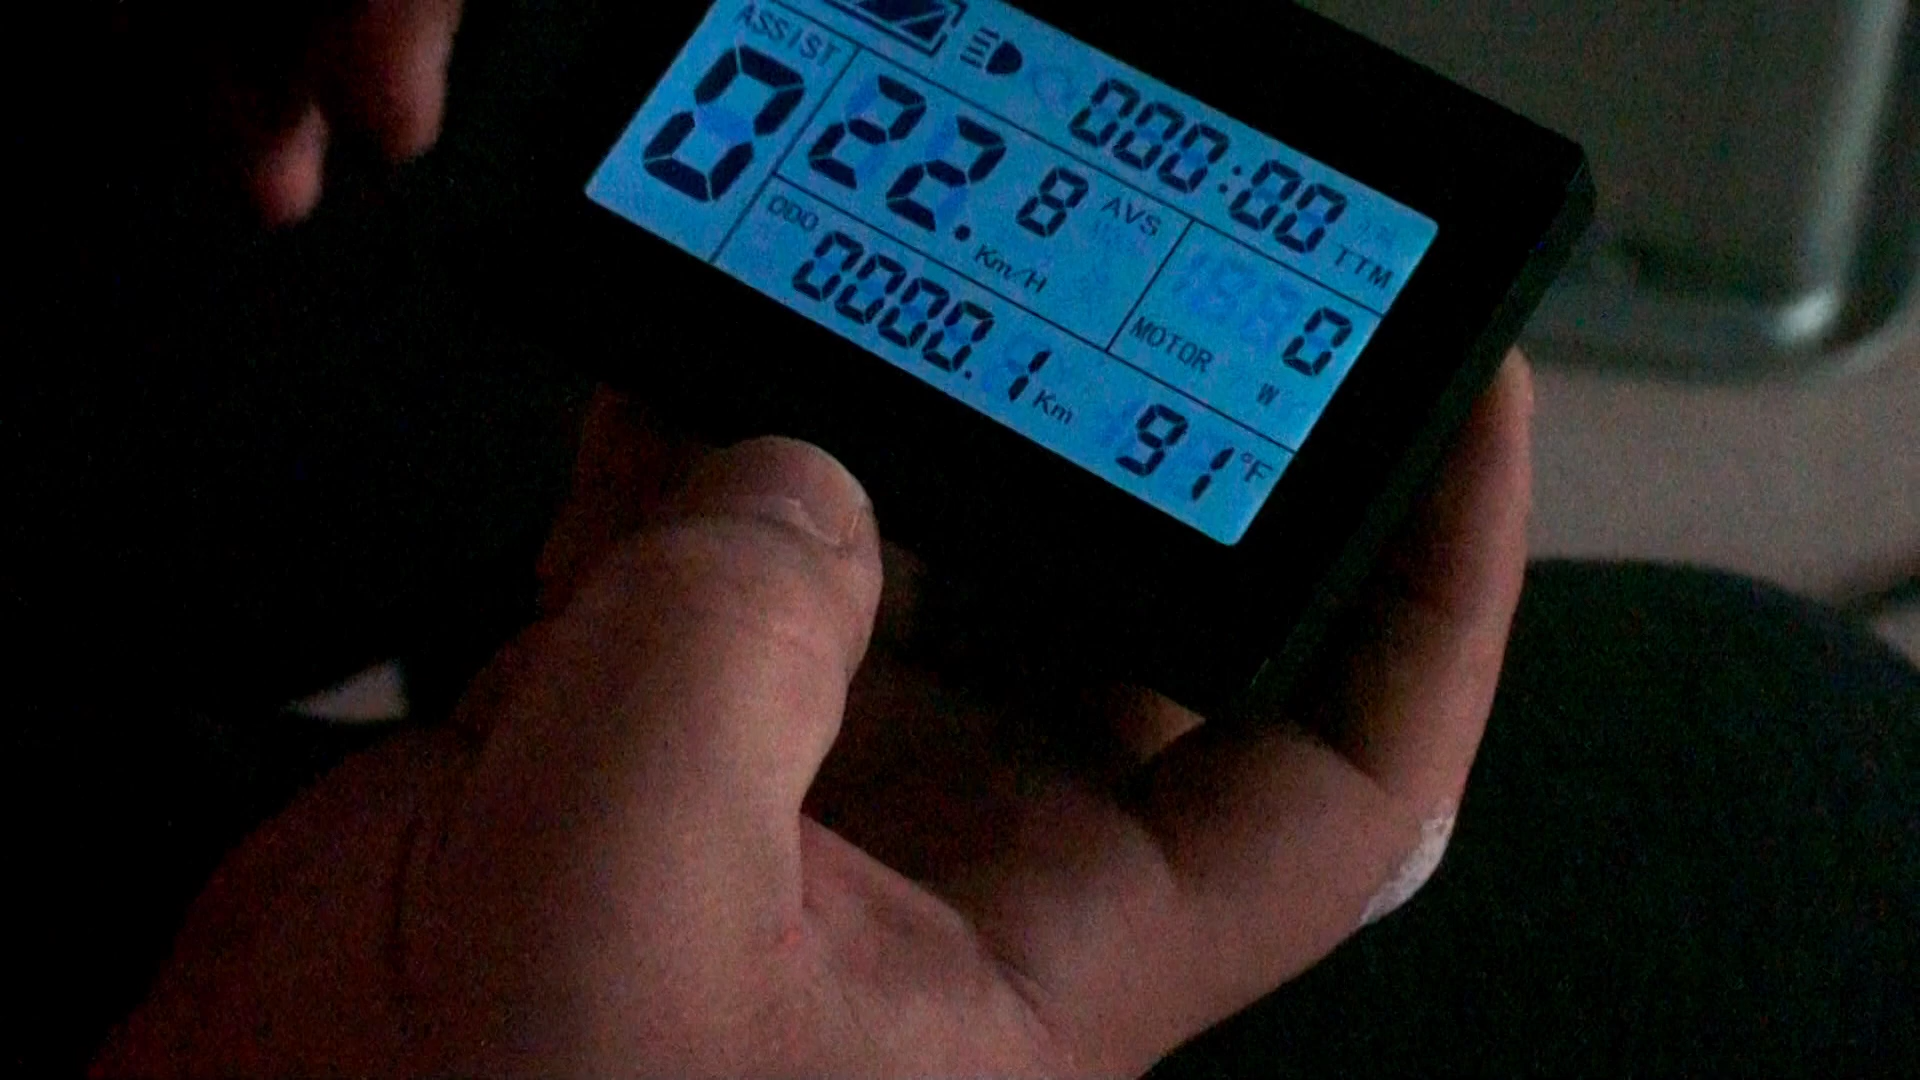 ASSIST
0
000:00
TTM
22.8
AVS
Km/H
MOTOR
0
W
ODO
0000.1 Km
91 °F